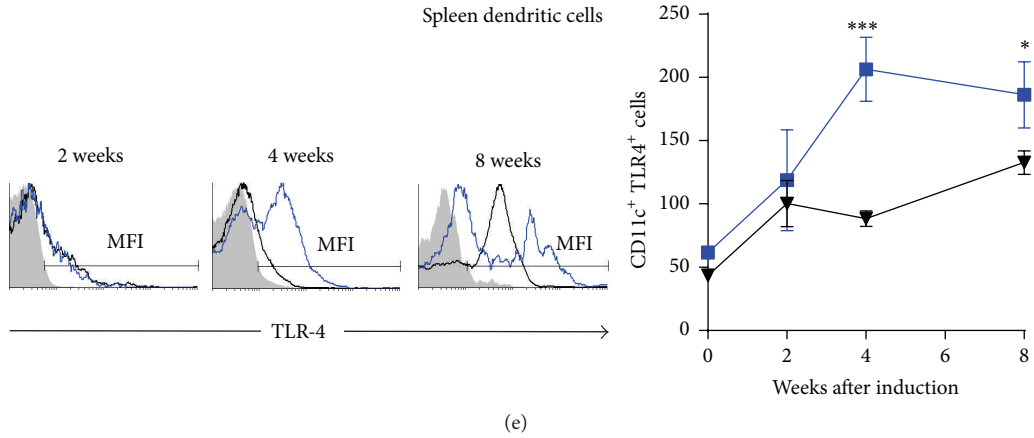 Spleen dendritic cells
2 weeks
MFI
4 weeks
MFI
8 weeks
MFI
TLR-4
CD11c⁺ TLR4⁺ cells
250
200
150
100
50
0
***
*
0 2 4 6 8
Weeks after induction
(e)